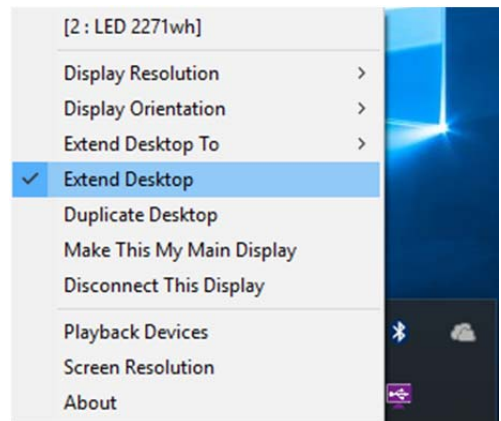 [2 : LED 2271wh]
Display Resolution
Display Orientation
Extend Desktop To
Extend Desktop
Duplicate Desktop
Make This My Main Display
Disconnect This Display
Playback Devices
Screen Resolution
About